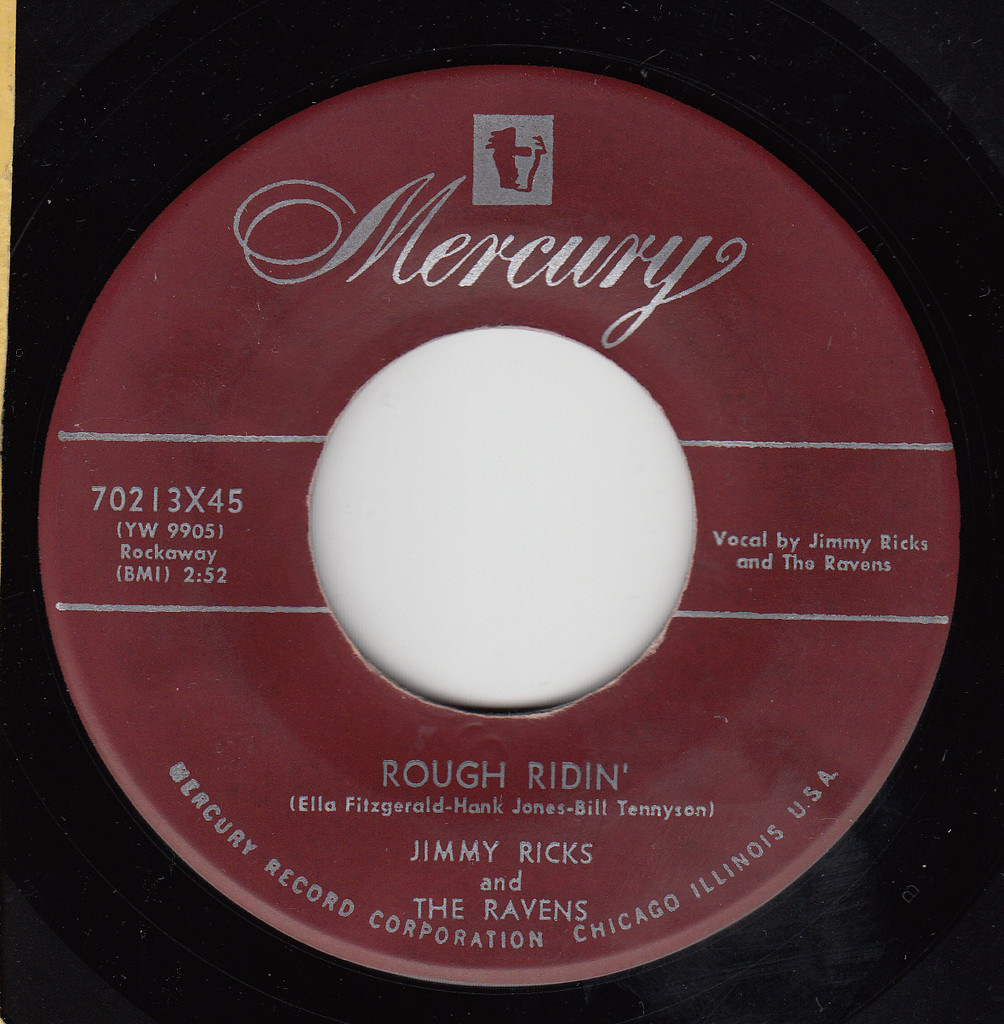 Mercury
70213X45
(YW 9905)
Rockaway
(BMI) 2:52
Vocal by Jimmy Ricks
and The Ravens
ROUGH RIDIN'
(Ella Fitzgerald-Hank Jones-Bill Tennyson)
JIMMY RICKS
and
THE RAVENS
MERCURY RECORD CORPORATION CHICAGO ILLINOIS U.S.A.